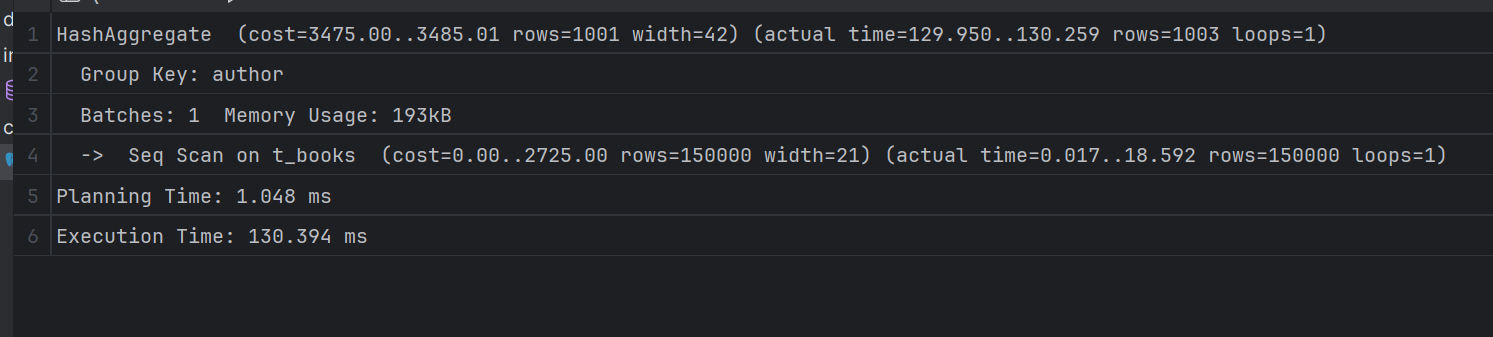 1 HashAggregate  (cost=3475.00..3485.01 rows=1001 width=42) (actual time=129.950..130.259 rows=1003 loops=1)
2   Group Key: author
3   Batches: 1  Memory Usage: 193kB
4   ->  Seq Scan on t_books  (cost=0.00..2725.00 rows=150000 width=21) (actual time=0.017..18.592 rows=150000 loops=1)
5 Planning Time: 1.048 ms
6 Execution Time: 130.394 ms